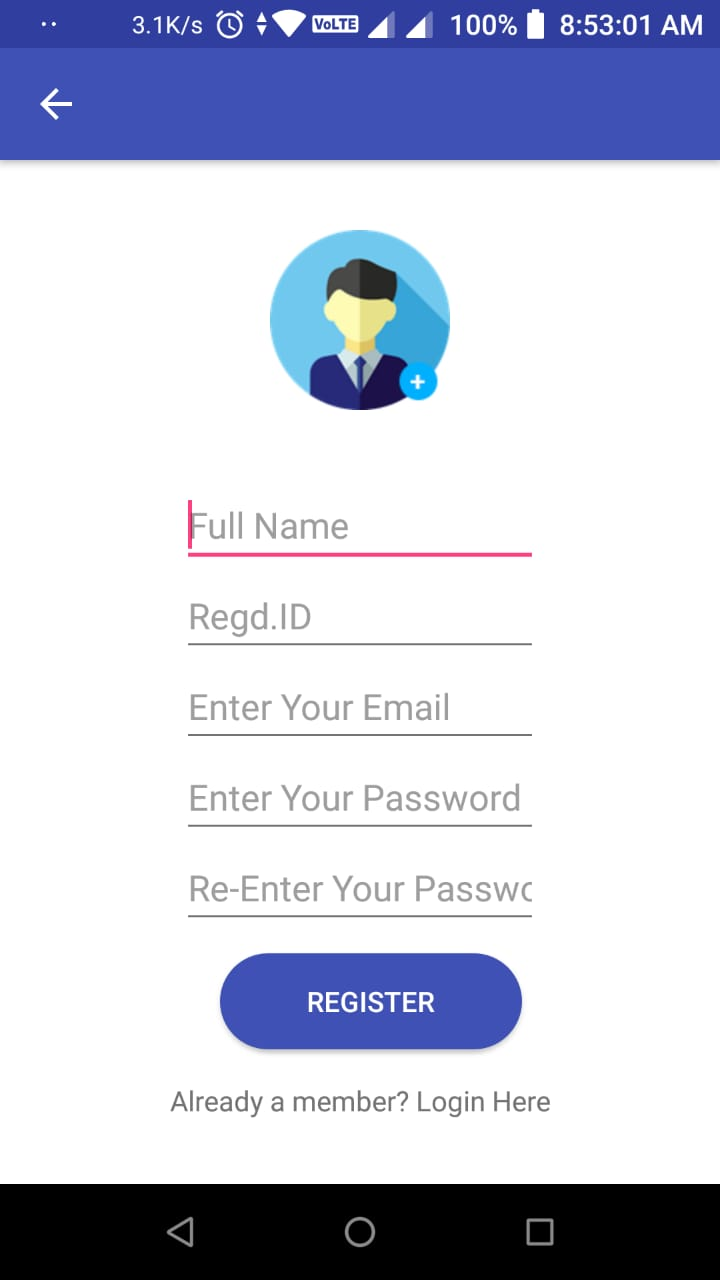 3.1K/s VoLTE 100% 8:53:01 AM
Full Name
Regd.ID
Enter Your Email
Enter Your Password
Re-Enter Your Passwo
REGISTER
Already a member? Login Here